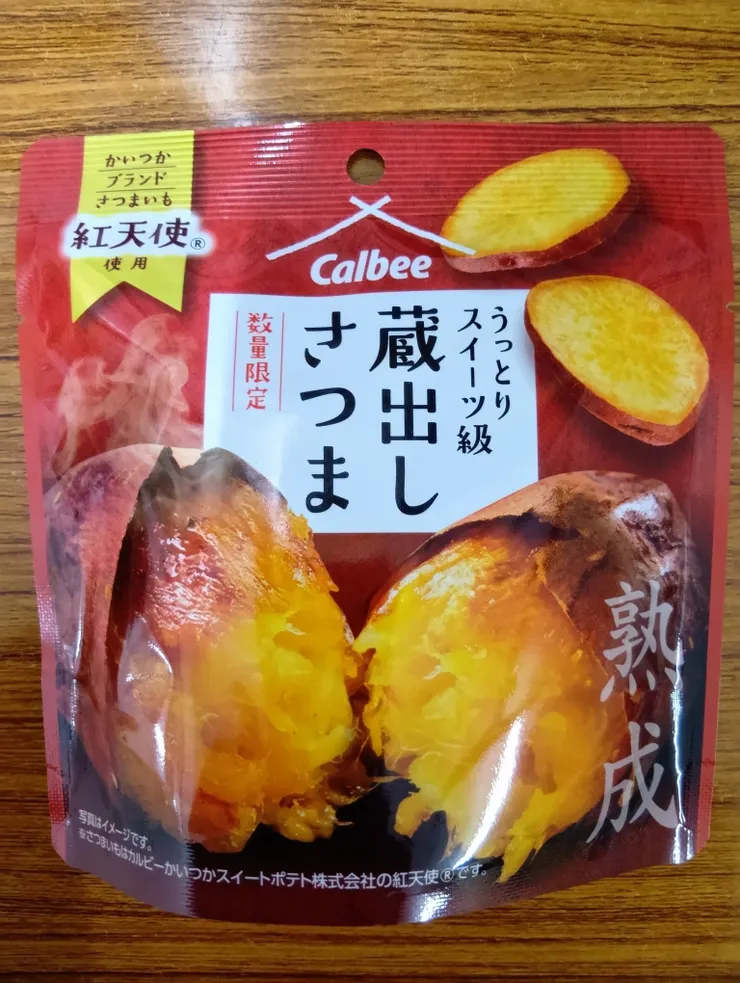 かいつか
ブランド
さつまいも
紅天使®
使用
Calbee
うっとり
スイーツ級
蔵出し
さつま
数量限定
熟成
写真はイメージです。
※さつまいもはカルビーかいつかスイートポテト株式会社の紅天使®です。